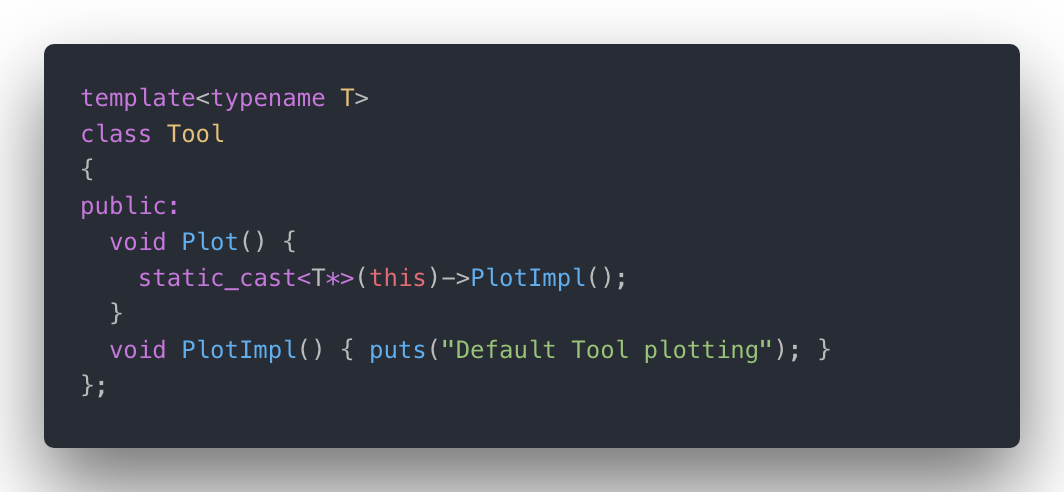 template<typename T>
class Tool
{
public:
  void Plot() {
    static_cast<T*>(this)->PlotImpl();
  }
  void PlotImpl() { puts("Default Tool plotting"); }
};